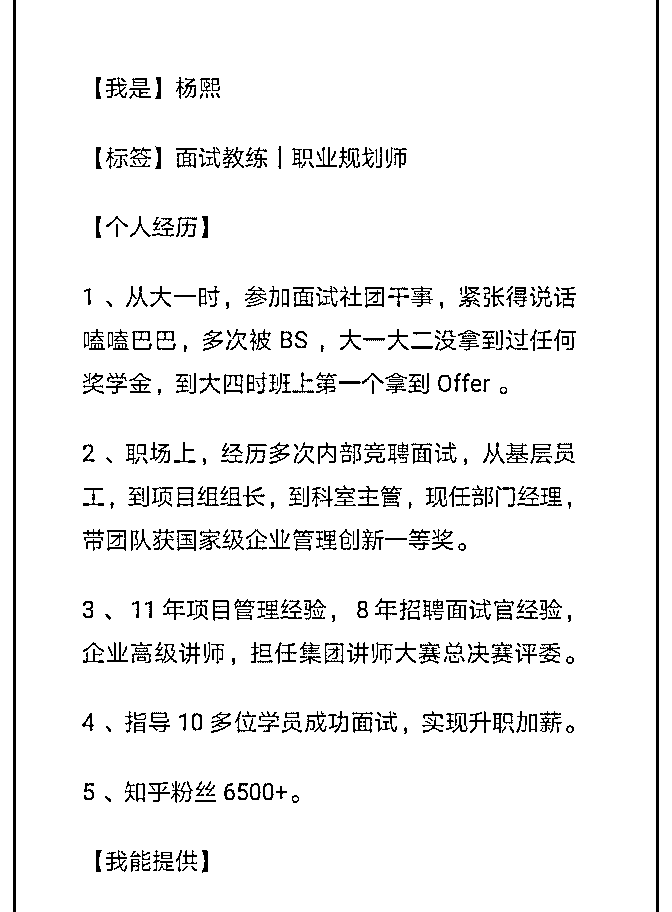 【我是】杨熙
【标签】面试教练｜职业规划师
【个人经历】
1 、从大一时，参加面试社团干事，紧张得说话
嗑嗑巴巴，多次被 BS ，大一大二没拿到过任何
奖学金，到大四时班上第一个拿到 Offer 。
2 、职场上，经历多次内部竞聘面试，从基层员
工，到项目组组长，到科室主管，现任部门经理，
带团队获国家级企业管理创新一等奖。
3 、 11 年项目管理经验， 8 年招聘面试官经验，
企业高级讲师，担任集团讲师大赛总决赛评委。
4 、指导 10 多位学员成功面试，实现升职加薪。
5 、知乎粉丝 6500+。
【我能提供】